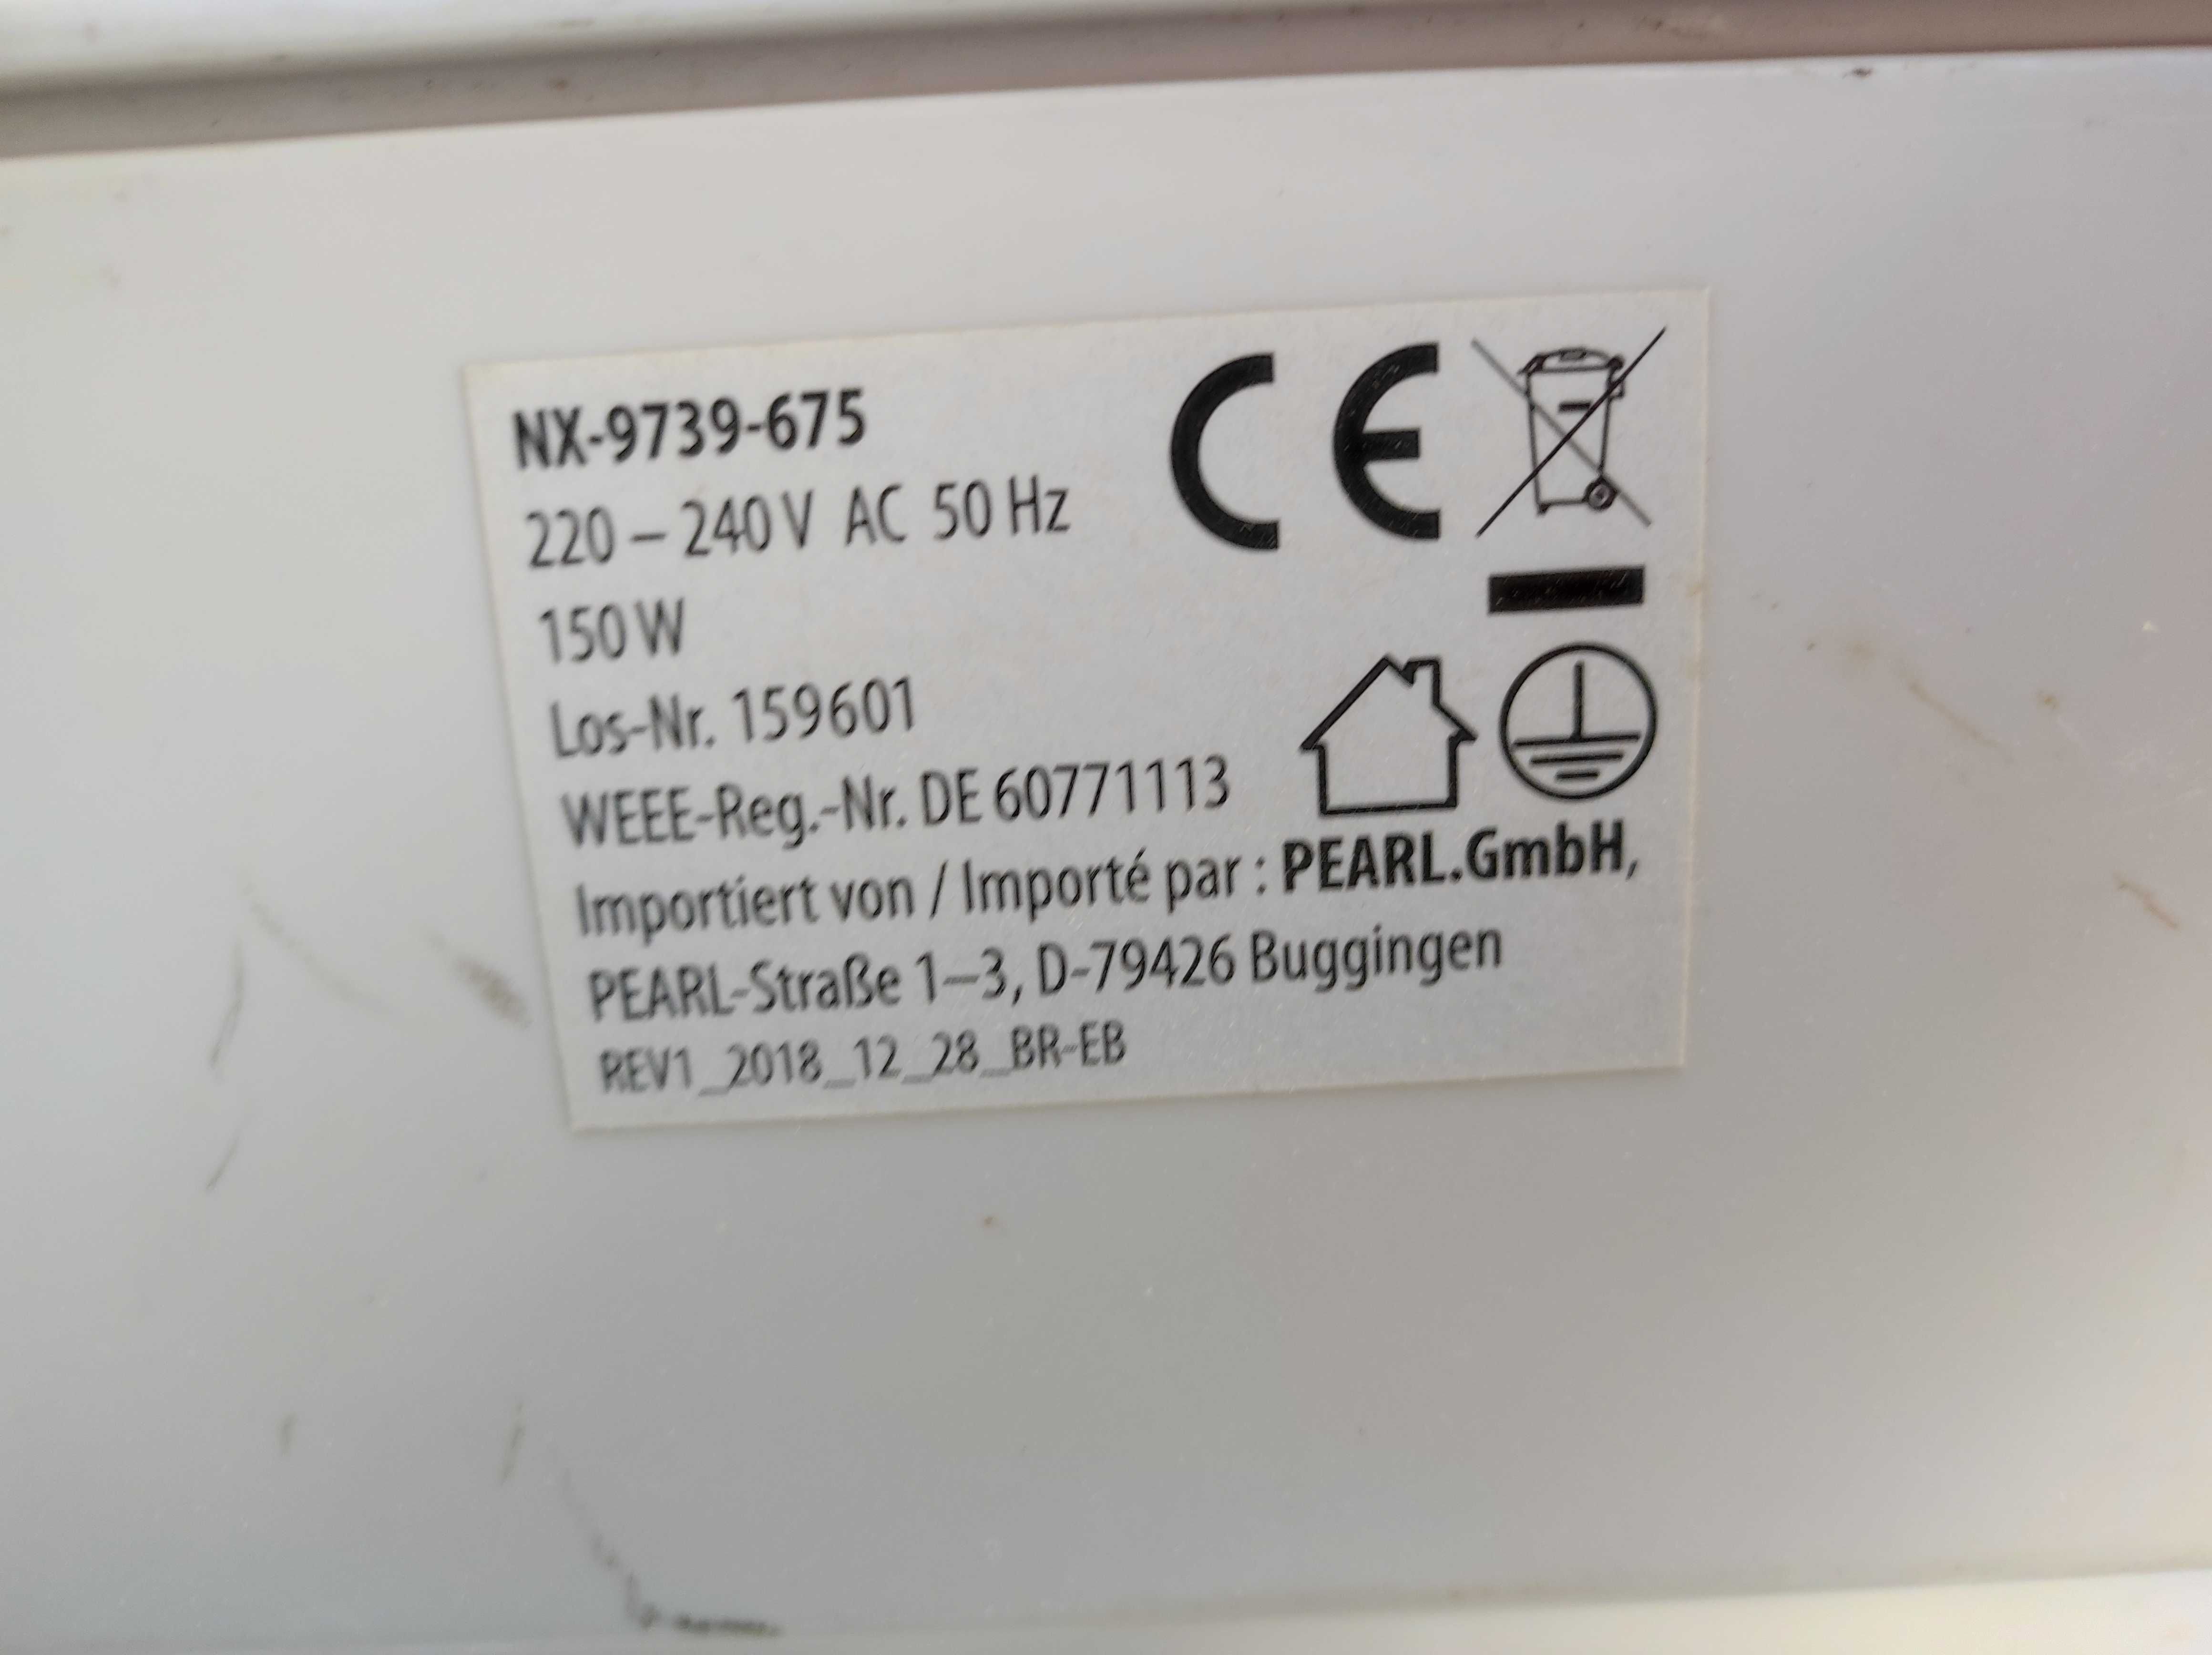 NX-9739-675
220 – 240 V AC 50 Hz
150 W
Los-Nr. 159601
WEEE-Reg.-Nr. DE 60771113
Importiert von / Importé par : PEARL.GmbH,
PEARL-Straße 1–3, D-79426 Buggingen
REV1_2018_12_28_BR-EB
CE